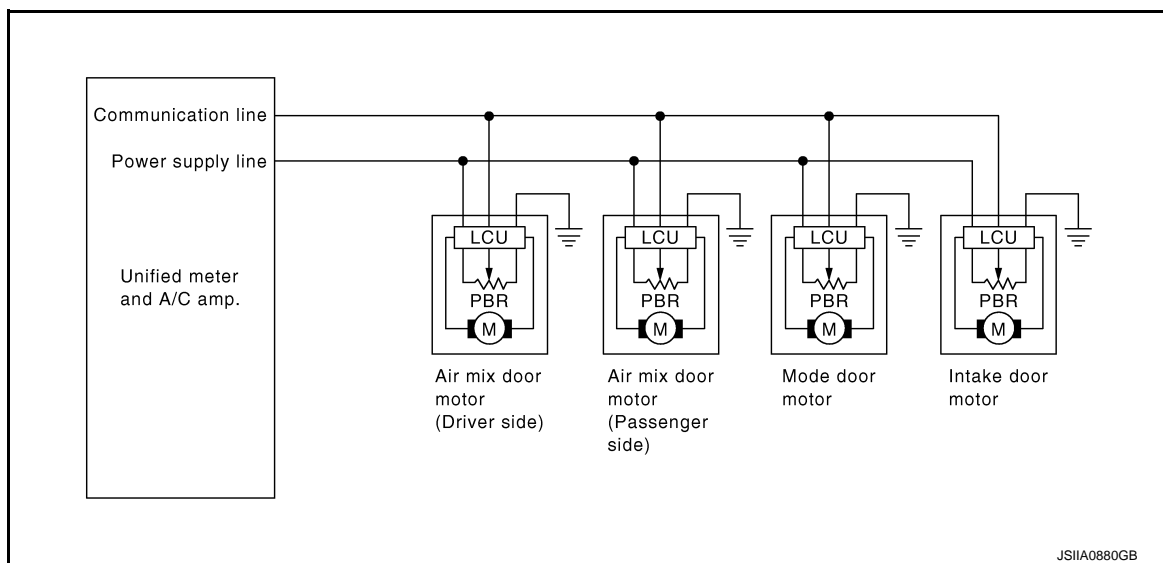 Communication line
Power supply line
Unified meter
and A/C amp.
LCU
PBR
M
Air mix door
motor
(Driver side)
LCU
PBR
M
Air mix door
motor
(Passenger
side)
LCU
PBR
M
Mode door
motor
LCU
PBR
M
Intake door
motor
JSIIA0880GB